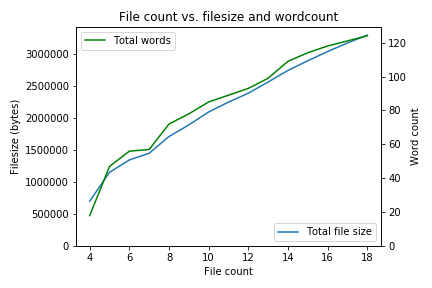 File count vs. filesize and wordcount
Total words
Total file size
Filesize (bytes)
3000000
2500000
2000000
1500000
1000000
500000
0
Word count
120
100
80
60
40
20
0
4 6 8 10 12 14 16 18
File count